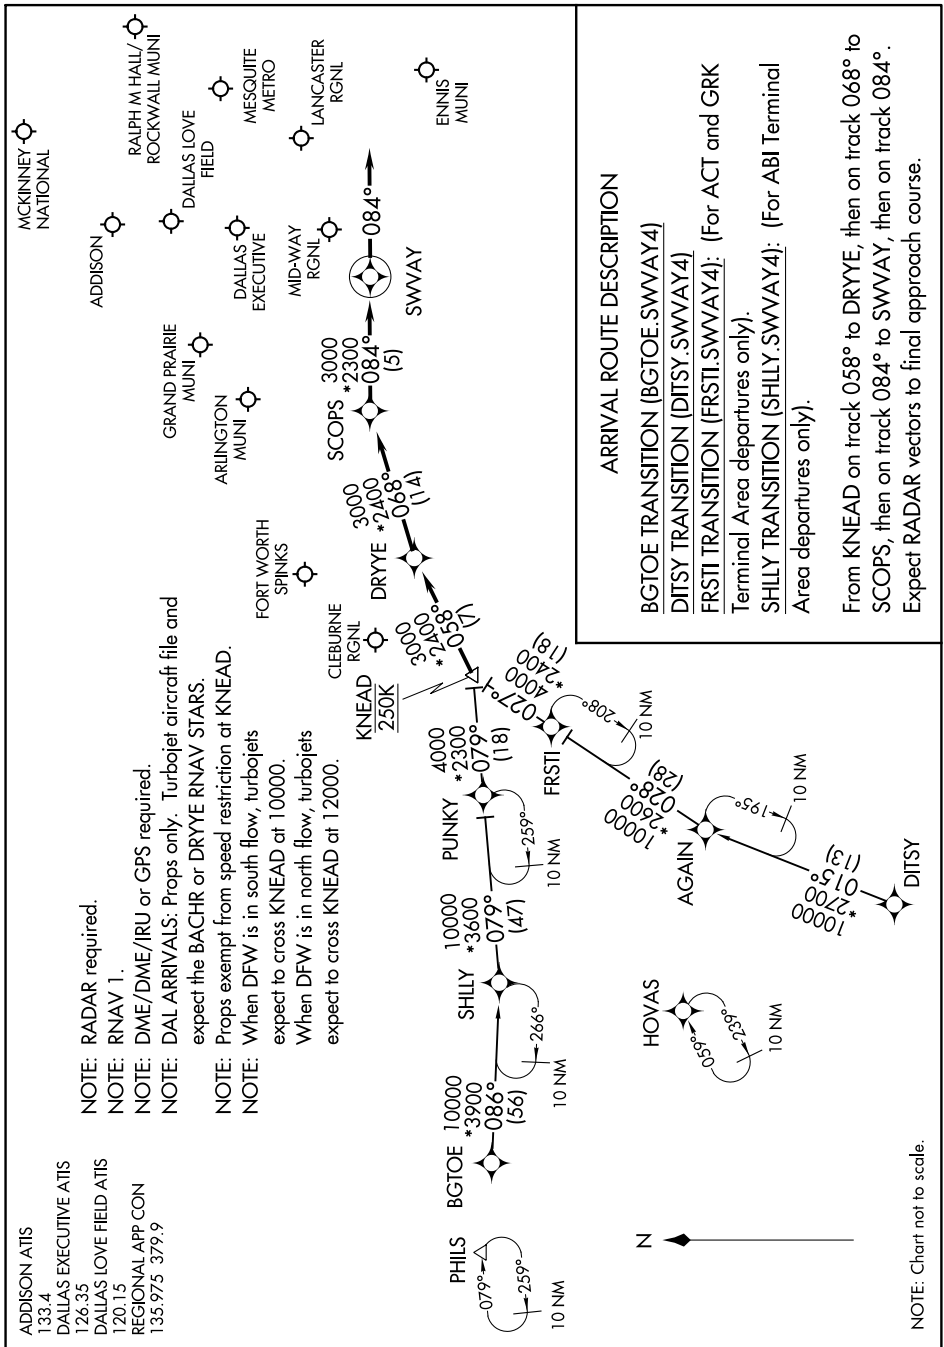 ADDISON ATIS
133.4
DALLAS EXECUTIVE ATIS
126.35
DALLAS LOVE FIELD ATIS
120.15
REGIONAL APP CON
135.975 379.9
NOTE: RADAR required.
NOTE: RNAV 1.
NOTE: DME/DME/IRU or GPS required.
NOTE: DAL ARRIVALS: Props only. Turbojet aircraft file and
expect the BACHR or DRYYE RNAV STARS.
NOTE: Props exempt from speed restriction at KNEAD.
NOTE: When DFW is in south flow, turbojets
expect to cross KNEAD at 10000.
When DFW is in north flow, turbojets
expect to cross KNEAD at 12000.
MCKINNEY
NATIONAL
RALPH M HALL/
ROCKWALL MUNI
ADDISON
DALLAS LOVE
FIELD
MESQUITE
METRO
GRAND PRAIRIE
MUNI
DALLAS
EXECUTIVE
LANCASTER
RGNL
ARLINGTON
MUNI
MID-WAY
RGNL
ENNIS
MUNI
FORT WORTH
SPINKS
CLEBURNE
RGNL
PHILS
079°
259°
10 NM
BGTOE
10000
*3900
086°
(56)
SHLLY
266°
10 NM
10000
*3600
079°
(47)
PUNKY
259°
10 NM
4000
*2300
079°
(18)
KNEAD
250K
3000
*2400
058°
(7)
DRYYE
3000
*2400
068°
(14)
SCOPS
3000
*2300
084°
(5)
SWVAY
084°
027°
4000
*2400
(18)
FRSTI
208°
10 NM
10000
*2600
028°
(28)
AGAIN
195°
10 NM
10000
*2700
015°
(13)
DITSY
HOVAS
059°
239°
10 NM
N
NOTE: Chart not to scale.
ARRIVAL ROUTE DESCRIPTION
BGTOE TRANSITION (BGTOE.SWVAY4)
DITSY TRANSITION (DITSY.SWVAY4)
FRSTI TRANSITION (FRSTI.SWVAY4): (For ACT and GRK
Terminal Area departures only).
SHLLY TRANSITION (SHLLY.SWVAY4): (For ABI Terminal
Area departures only).
From KNEAD on track 058° to DRYYE, then on track 068° to
SCOPS, then on track 084° to SWVAY, then on track 084°.
Expect RADAR vectors to final approach course.